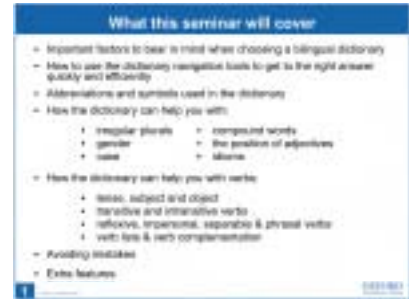 What this seminar will cover
- Important factors to bear in mind when choosing a bilingual dictionary
- How to use the dictionary navigation tools to get to the right answer
quickly and efficiently
- Abbreviations and symbols used in the dictionary
- How the dictionary can help you with:
• irregular plurals • compound words
• gender • the position of adjectives
• case • idioms
- How the dictionary can help you with verbs:
• tense, subject and object
• transitive and intransitive verbs
• reflexive, impersonal, separable & phrasal verbs
• verb lists & verb complementation
- Avoiding mistakes
- Extra features
1
OXFORD